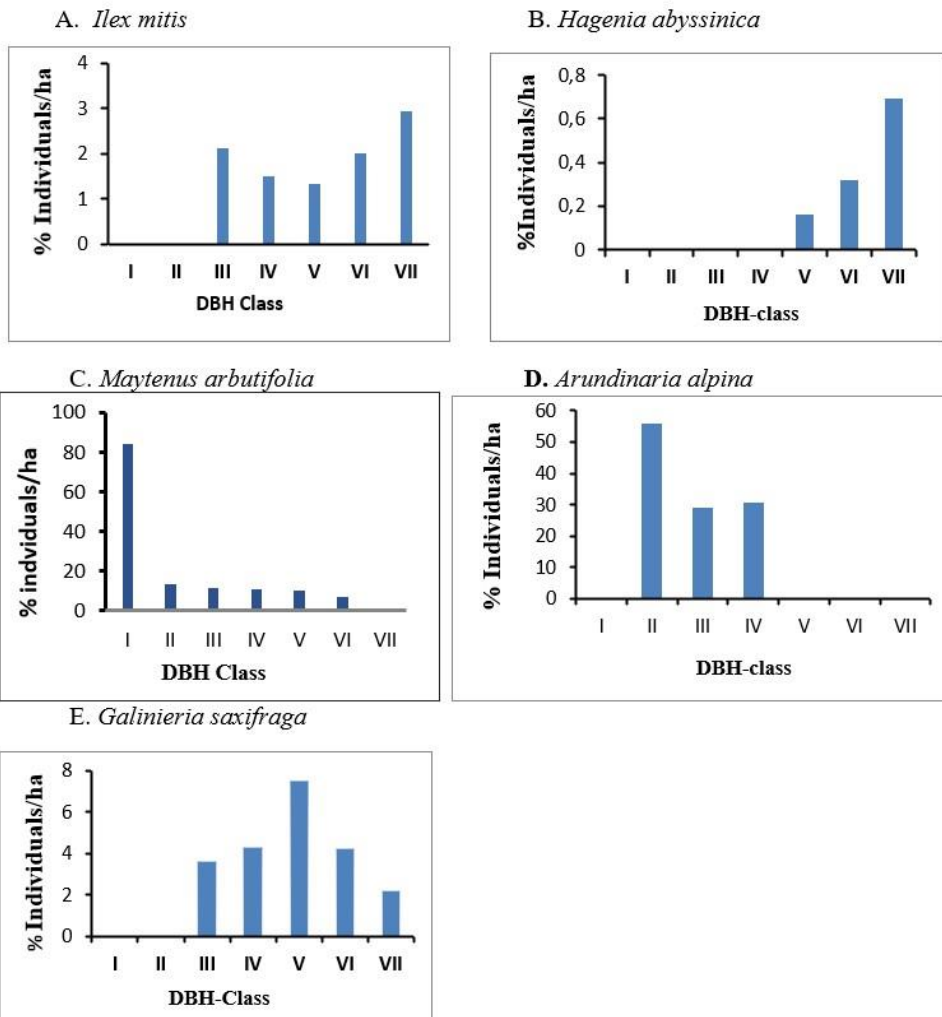 A. Ilex mitis
% Individuals/ha
4
3
2
1
0
I II III IV V VI VII
DBH Class
B. Hagenia abyssinica
%Individuals/ha
0,8
0,6
0,4
0,2
0
I II III IV V VI VII
DBH-class
C. Maytenus arbutifolia
% indviduals/ha
100
80
60
40
20
0
I II III IV V VI VII
DBH Class
D. Arundinaria alpina
% Individuals/ha
60
50
40
30
20
10
0
I II III IV V VI VII
DBH-class
E. Galinieria saxifraga
%Individuals/ha
8
6
4
2
0
I II III IV V VI VII
DBH-Class